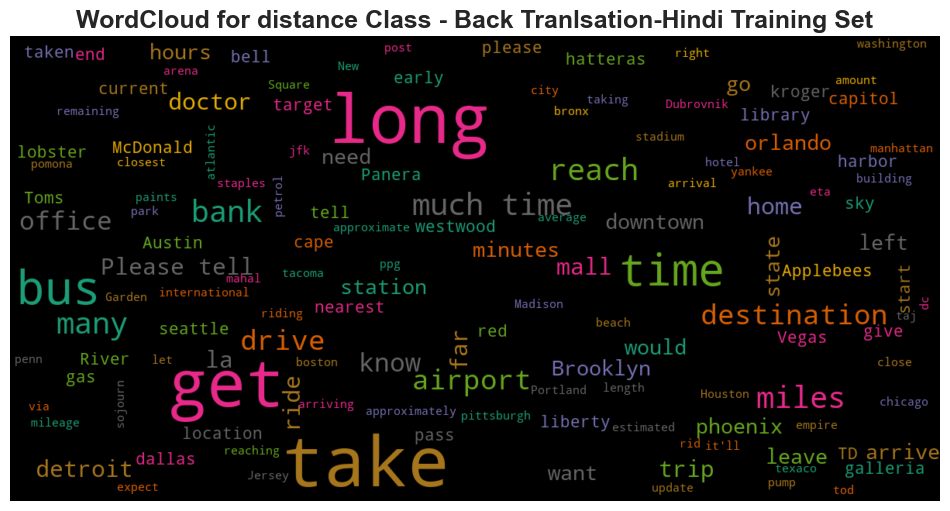 WordCloud for distance Class - Back Tranlsation-Hindi Training Set
taken end hours bell post please washington
arena New hatteras right
current Square early city go amount
remaining doctor target long taking Dubrovnik kroger capitol
bronx library
lobster McDonald atlantic jfk need stadium orlando manhattan
pomona closest Panera reach hotel yankee harbor
staples petrol arrival building
Toms paints eta
park bank tell much time average home sky
office approximate westwood downtown
Austin cape minutes left
Please tell mahal tacoma ppg mall time state Applebees start
bus Garden international station Madison dc
many riding nearest destination taj
seattle drive red beach Vegas give
penn River let la boston know far would close
gas get airport Brooklyn
sojourn ride Portland length Houston miles chicago
via arriving approximately
mileage location pittsburgh liberty estimated phoenix empire
pass rid it'll
reaching take TD arrive
detroit dallas Jersey want trip leave texaco galleria
expect update pump tod